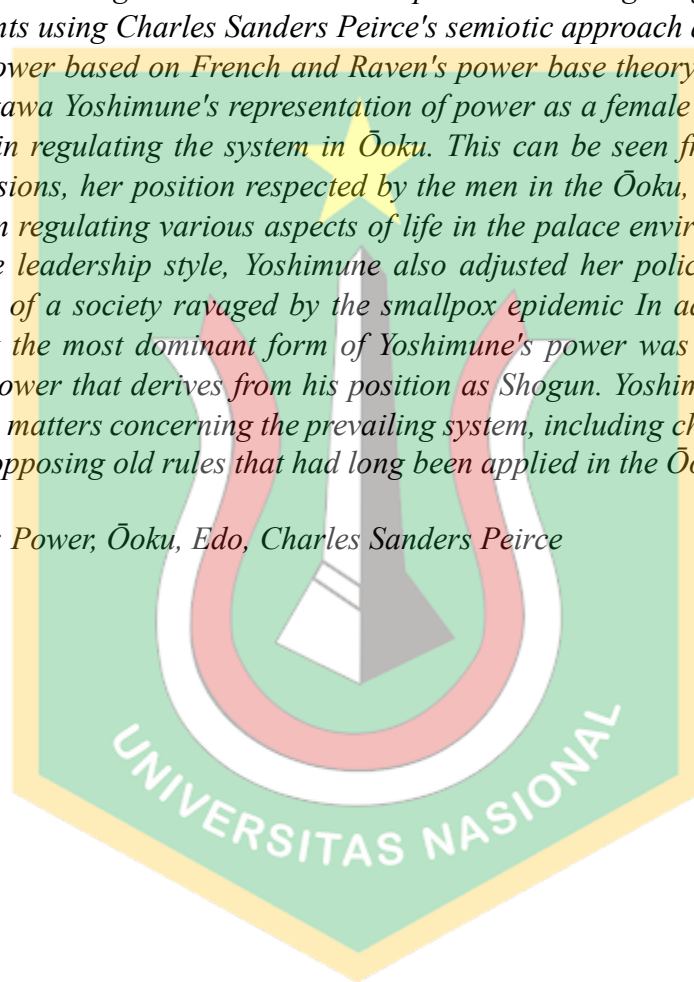 nts using Charles Sanders Peirce's semiotic approach
ower based on French and Raven's power base theory
awa Yoshimune's representation of power as a female
in regulating the system in Ōoku. This can be seen
sions, her position respected by the men in the Ōoku,
n regulating various aspects of life in the palace
e leadership style, Yoshimune also adjusted her
of a society ravaged by the smallpox epidemic In
the most dominant form of Yoshimune's power was
ower that derives from his position as Shogun.
matters concerning the prevailing system, including
opposing old rules that had long been applied in the
Power, Ōoku, Edo, Charles Sanders Peirce
UNIVERSITAS NASIONAL